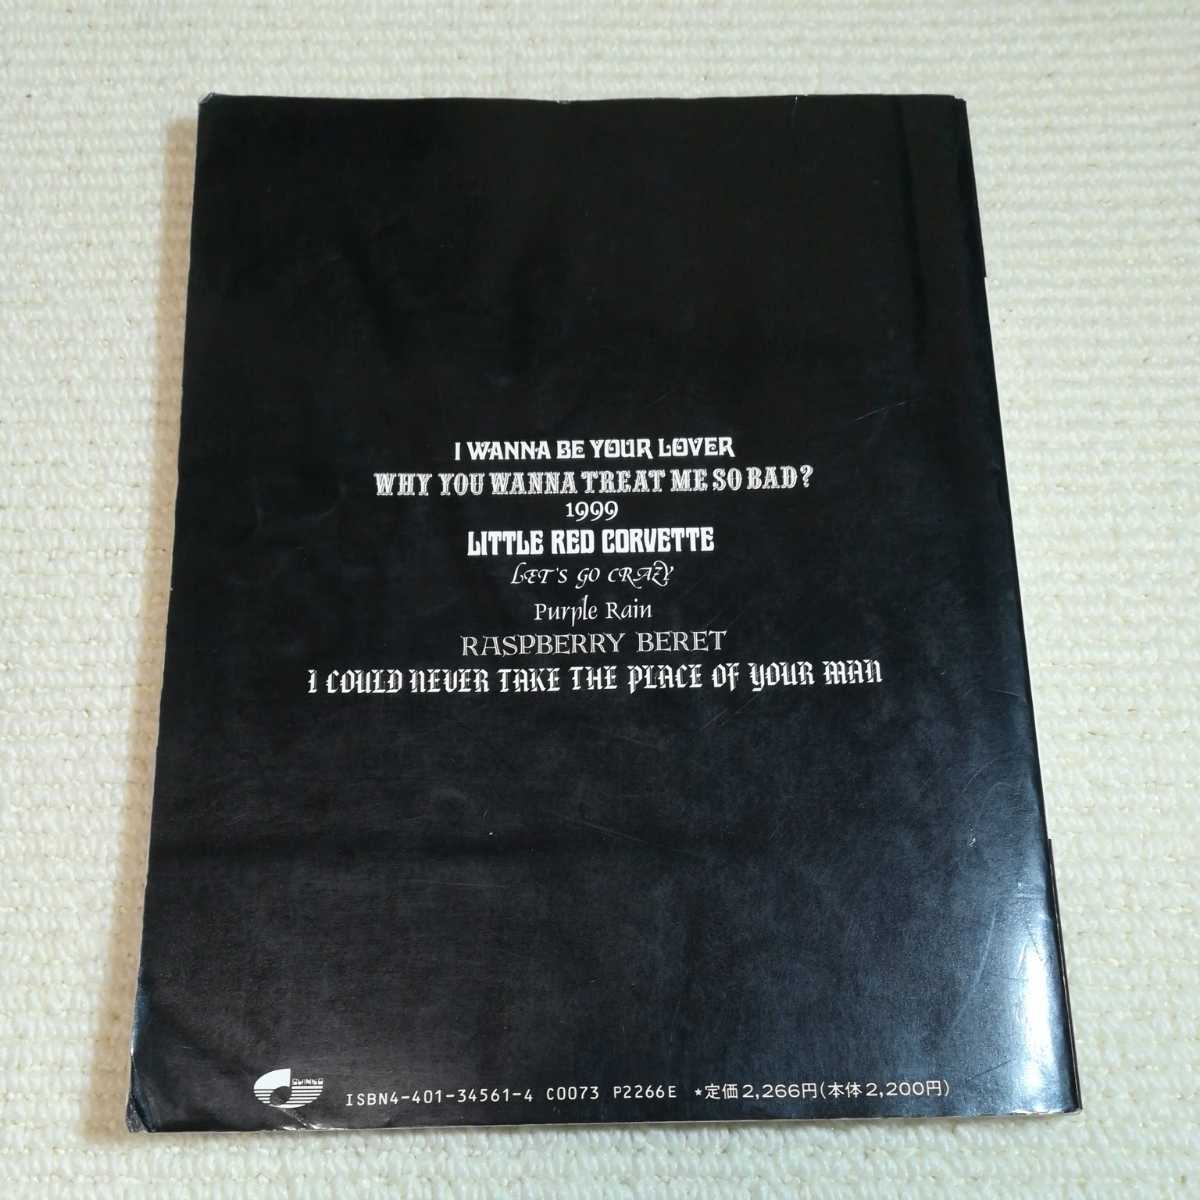 I WANNA BE YOUR LOVER
WHY YOU WANNA TREAT ME SO BAD?
1999
LITTLE RED CORVETTE
LET'S GO CRAZY
Purple Rain
RASPBERRY BERET
I COULD NEVER TAKE THE PLACE OF YOUR MAN
ISBN4-401-34561-4 C0073 P2266E ★定価2,266円(本体2,200円)